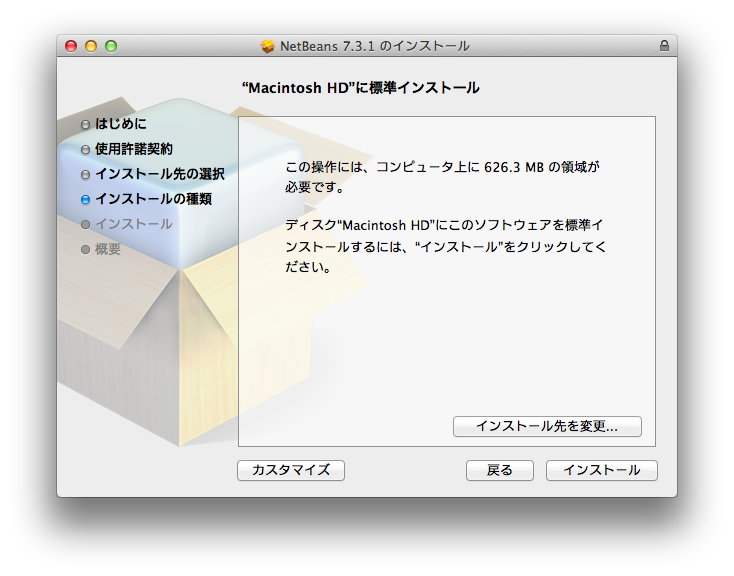 NetBeans 7.3.1 のインストール
“Macintosh HD”に標準インストール
はじめに
使用許諾契約
インストール先の選択
インストールの種類
インストール
概要
この操作には、コンピュータ上に 626.3 MB の領域が
必要です。
ディスク“Macintosh HD”にこのソフトウェアを標準イ
ンストールするには、“インストール”をクリックしてく
ださい。
インストール先を変更...
カスタマイズ
戻る
インストール